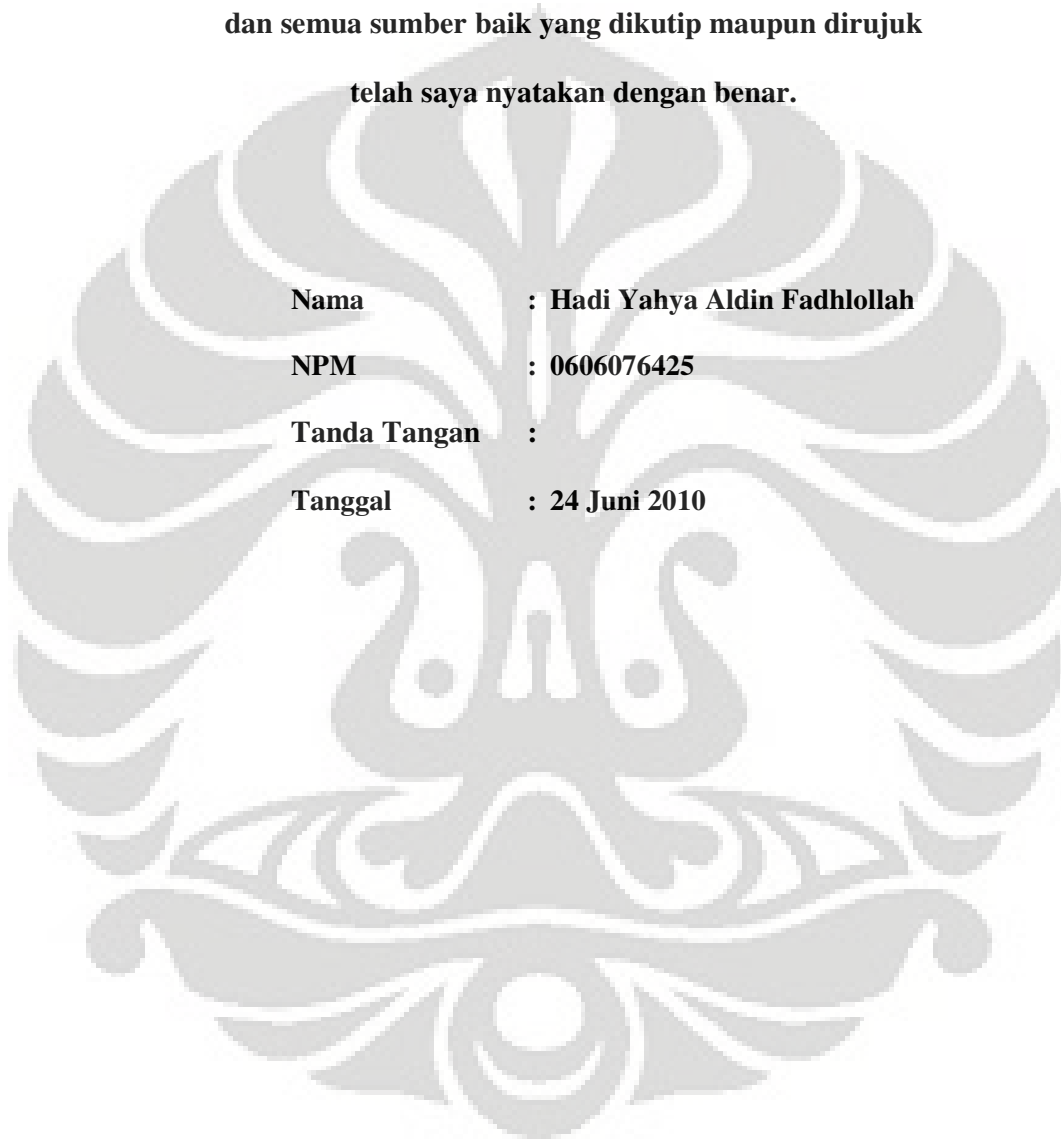 dan semua sumber baik yang dikutip maupun dirujuk
telah saya nyatakan dengan benar.
Nama : Hadi Yahya Aldin Fadhlollah
NPM : 0606076425
Tanda Tangan :
Tanggal : 24 Juni 2010